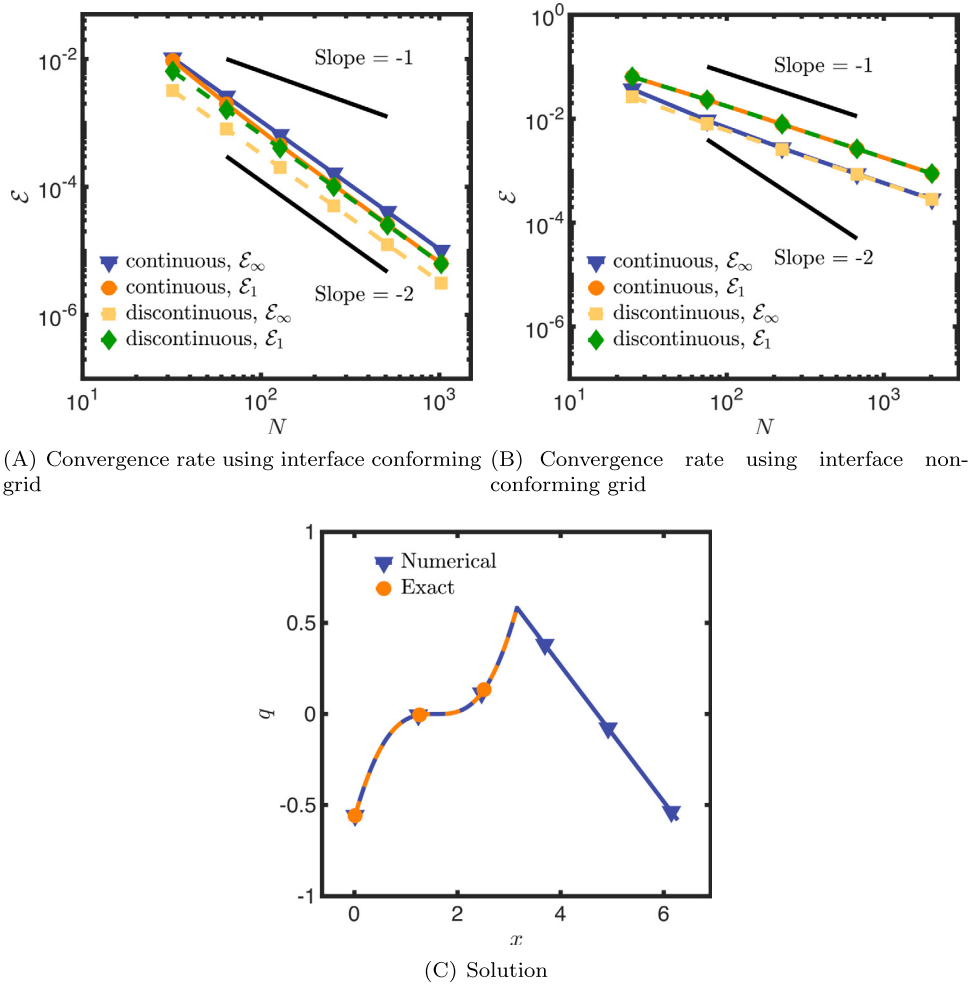 10^-2
10^-4
10^-6
ℰ
Slope = -1
continuous, ℰ∞
continuous, ℰ1
discontinuous, ℰ∞
discontinuous, ℰ1
Slope = -2
10^1
10^2
10^3
N
10^0
10^-2
10^-4
10^-6
ℰ
Slope = -1
Slope = -2
continuous, ℰ∞
continuous, ℰ1
discontinuous, ℰ∞
discontinuous, ℰ1
10^1
10^2
10^3
N
(A) Convergence rate using interface conforming
grid
(B) Convergence rate using interface non-
conforming grid
1
0.5
0
-0.5
-1
q
Numerical
Exact
0
2
4
6
x
(C) Solution